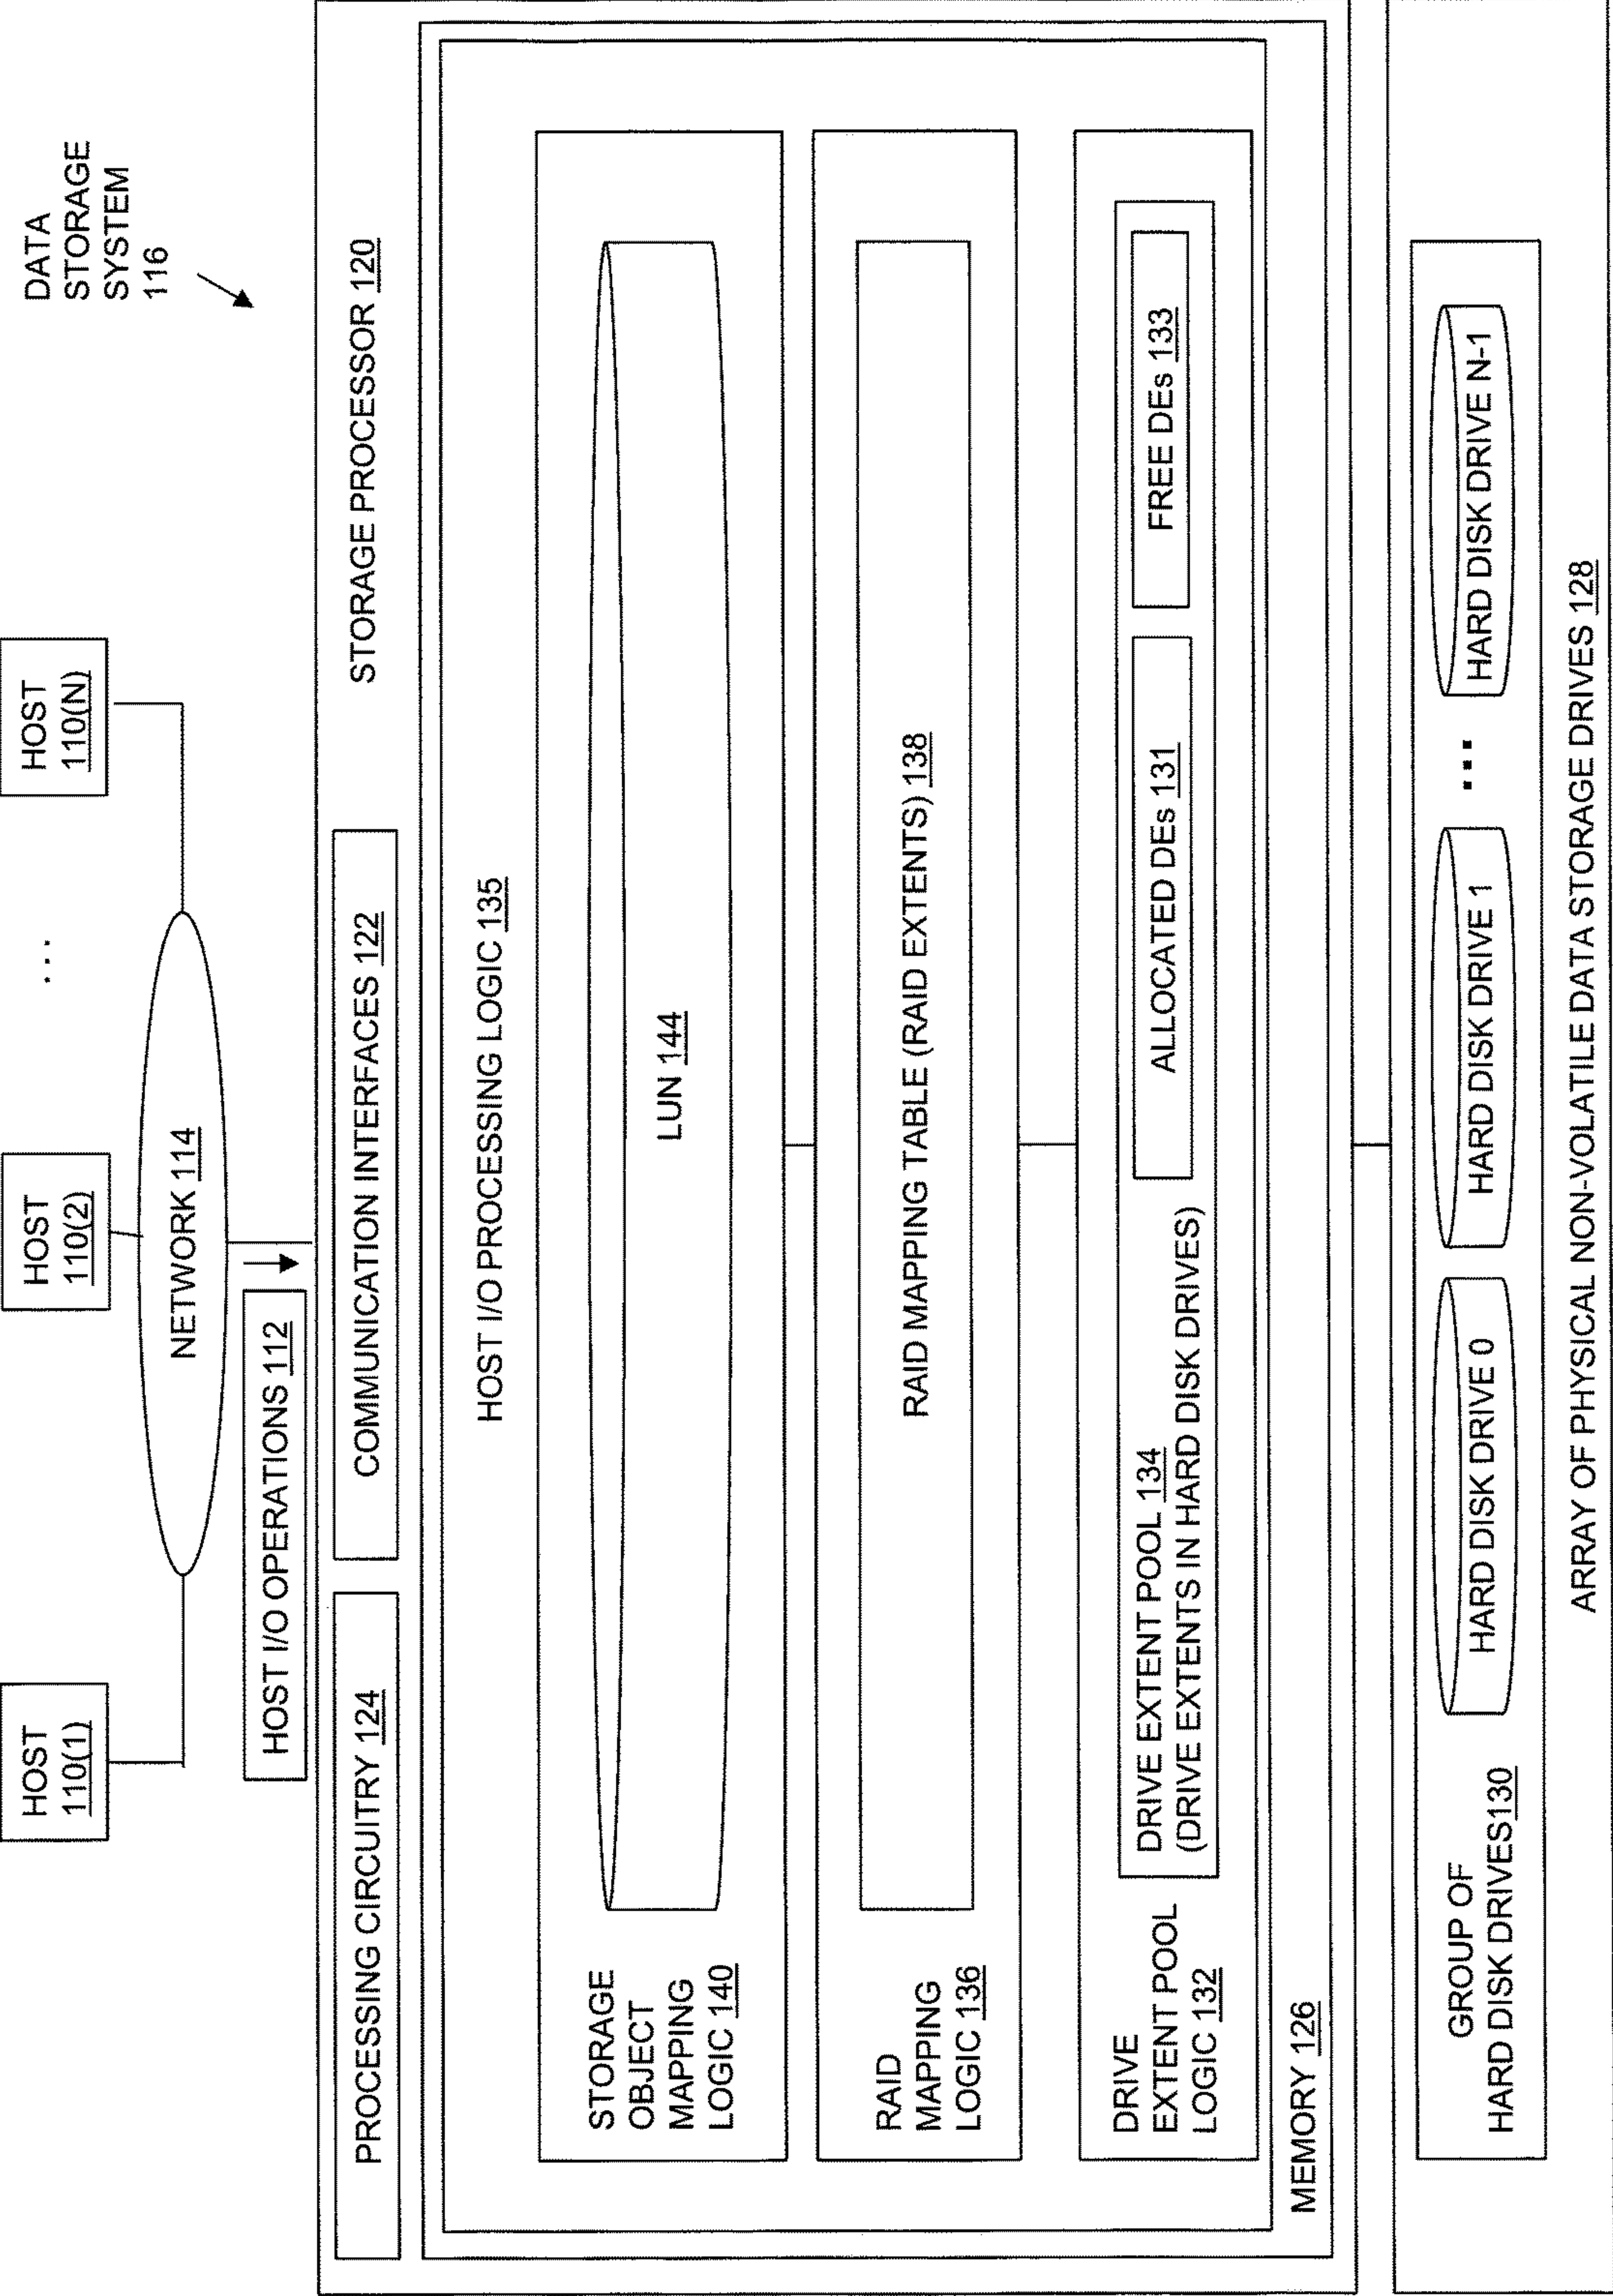 DATA
STORAGE
SYSTEM
116
HOST
110(1)
HOST
110(2)
...
HOST
110(N)
NETWORK 114
HOST I/O OPERATIONS 112
STORAGE PROCESSOR 120
PROCESSING CIRCUITRY 124
COMMUNICATION INTERFACES 122
HOST I/O PROCESSING LOGIC 135
STORAGE
OBJECT
MAPPING
LOGIC 140
LUN 144
RAID
MAPPING
LOGIC 136
RAID MAPPING TABLE (RAID EXTENTS) 138
DRIVE
EXTENT POOL
LOGIC 132
DRIVE EXTENT POOL 134
(DRIVE EXTENTS IN HARD DISK DRIVES)
ALLOCATED DEs 131
FREE DEs 133
MEMORY 126
GROUP OF
HARD DISK DRIVES130
HARD DISK DRIVE 0
HARD DISK DRIVE 1
...
HARD DISK DRIVE N-1
ARRAY OF PHYSICAL NON-VOLATILE DATA STORAGE DRIVES 128